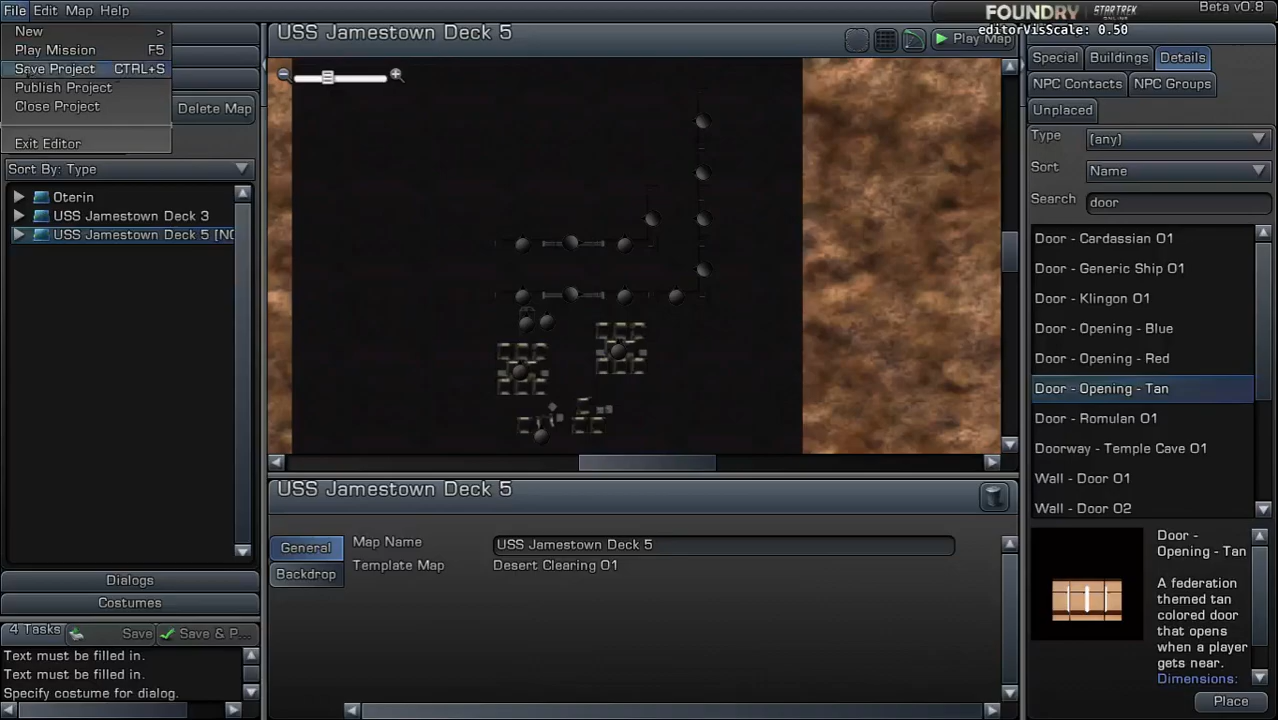 File Edit Map Help
FOUNDRY STAR TREK ONLINE
Beta v0.8
New >
Play Mission F5
Save Project CTRL+S
Publish Project
Close Project
Exit Editor
Delete Map
Sort By: Type
Oterin
USS Jamestown Deck 3
USS Jamestown Deck 5 [NO
Dialogs
Costumes
4 Tasks Save Save & P...
Text must be filled in.
Text must be filled in.
Specify costume for dialog.
USS Jamestown Deck 5
editorVisScale: 0.50
Play Map
USS Jamestown Deck 5
General
Backdrop
Map Name USS Jamestown Deck 5
Template Map Desert Clearing 01
Special Buildings Details
NPC Contacts NPC Groups
Unplaced
Type (any)
Sort Name
Search door
Door - Cardassian 01
Door - Generic Ship 01
Door - Klingon 01
Door - Opening - Blue
Door - Opening - Red
Door - Opening - Tan
Door - Romulan 01
Doorway - Temple Cave 01
Wall - Door 01
Wall - Door 02
Door -
Opening - Tan
A federation
themed tan
colored door
that opens
when a player
gets near.
Dimensions:
Place